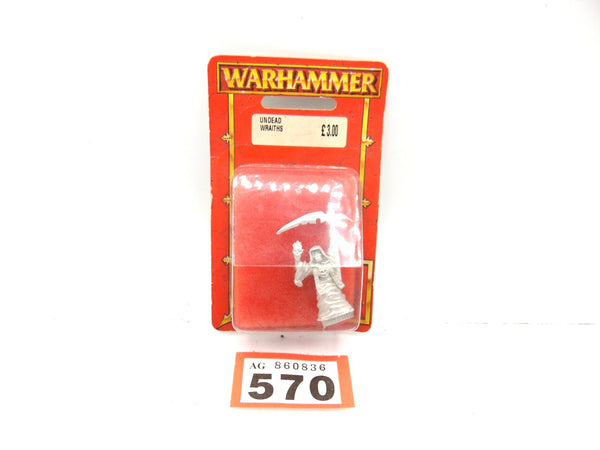 WARHAMMER
UNDEAD
WRAITHS £3.00
AG 860836
570